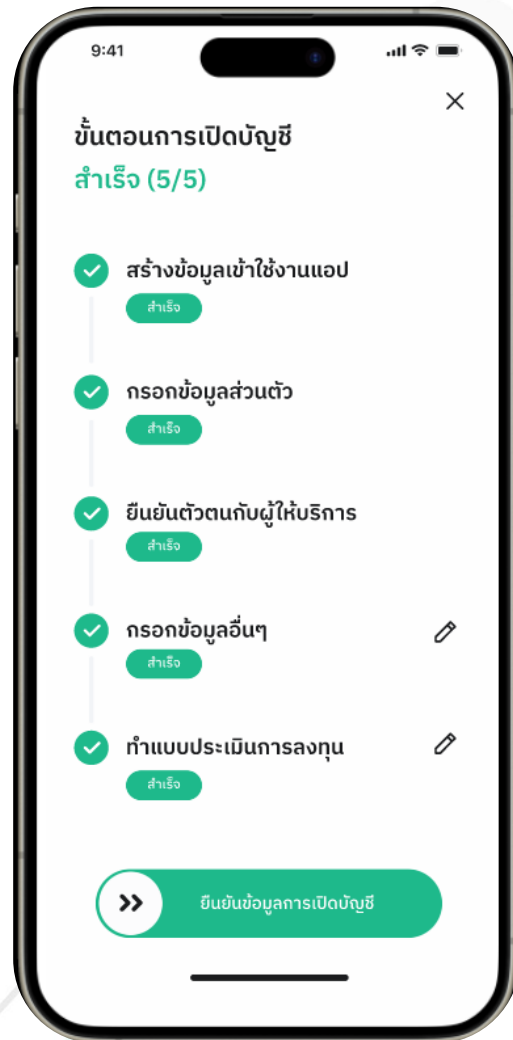 9:41
ขั้นตอนการเปิดบัญชี
สำเร็จ (5/5)
สร้างข้อมูลเข้าใช้งานแอป
สำเร็จ
กรอกข้อมูลส่วนตัว
สำเร็จ
ยืนยันตัวตนกับผู้ให้บริการ
สำเร็จ
กรอกข้อมูลอื่นๆ
สำเร็จ
ทำแบบประเมินการลงทุน
สำเร็จ
ยืนยันข้อมูลการเปิดบัญชี